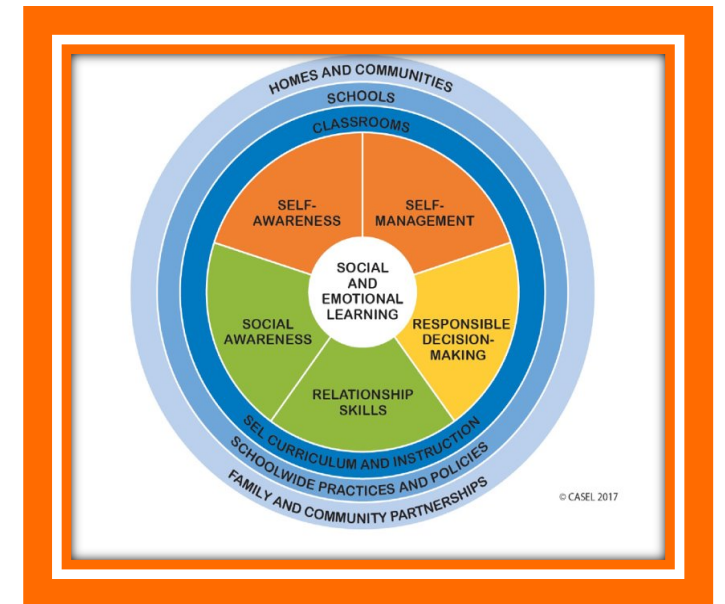 HOMES AND COMMUNITIES
SCHOOLS
CLASSROOMS
SELF-
AWARENESS
SELF-
MANAGEMENT
SOCIAL
AND
EMOTIONAL
LEARNING
SOCIAL
AWARENESS
RESPONSIBLE
DECISION-
MAKING
RELATIONSHIP
SKILLS
SEL CURRICULUM AND INSTRUCTION
SCHOOLWIDE PRACTICES AND POLICIES
FAMILY AND COMMUNITY PARTNERSHIPS
© CASEL 2017